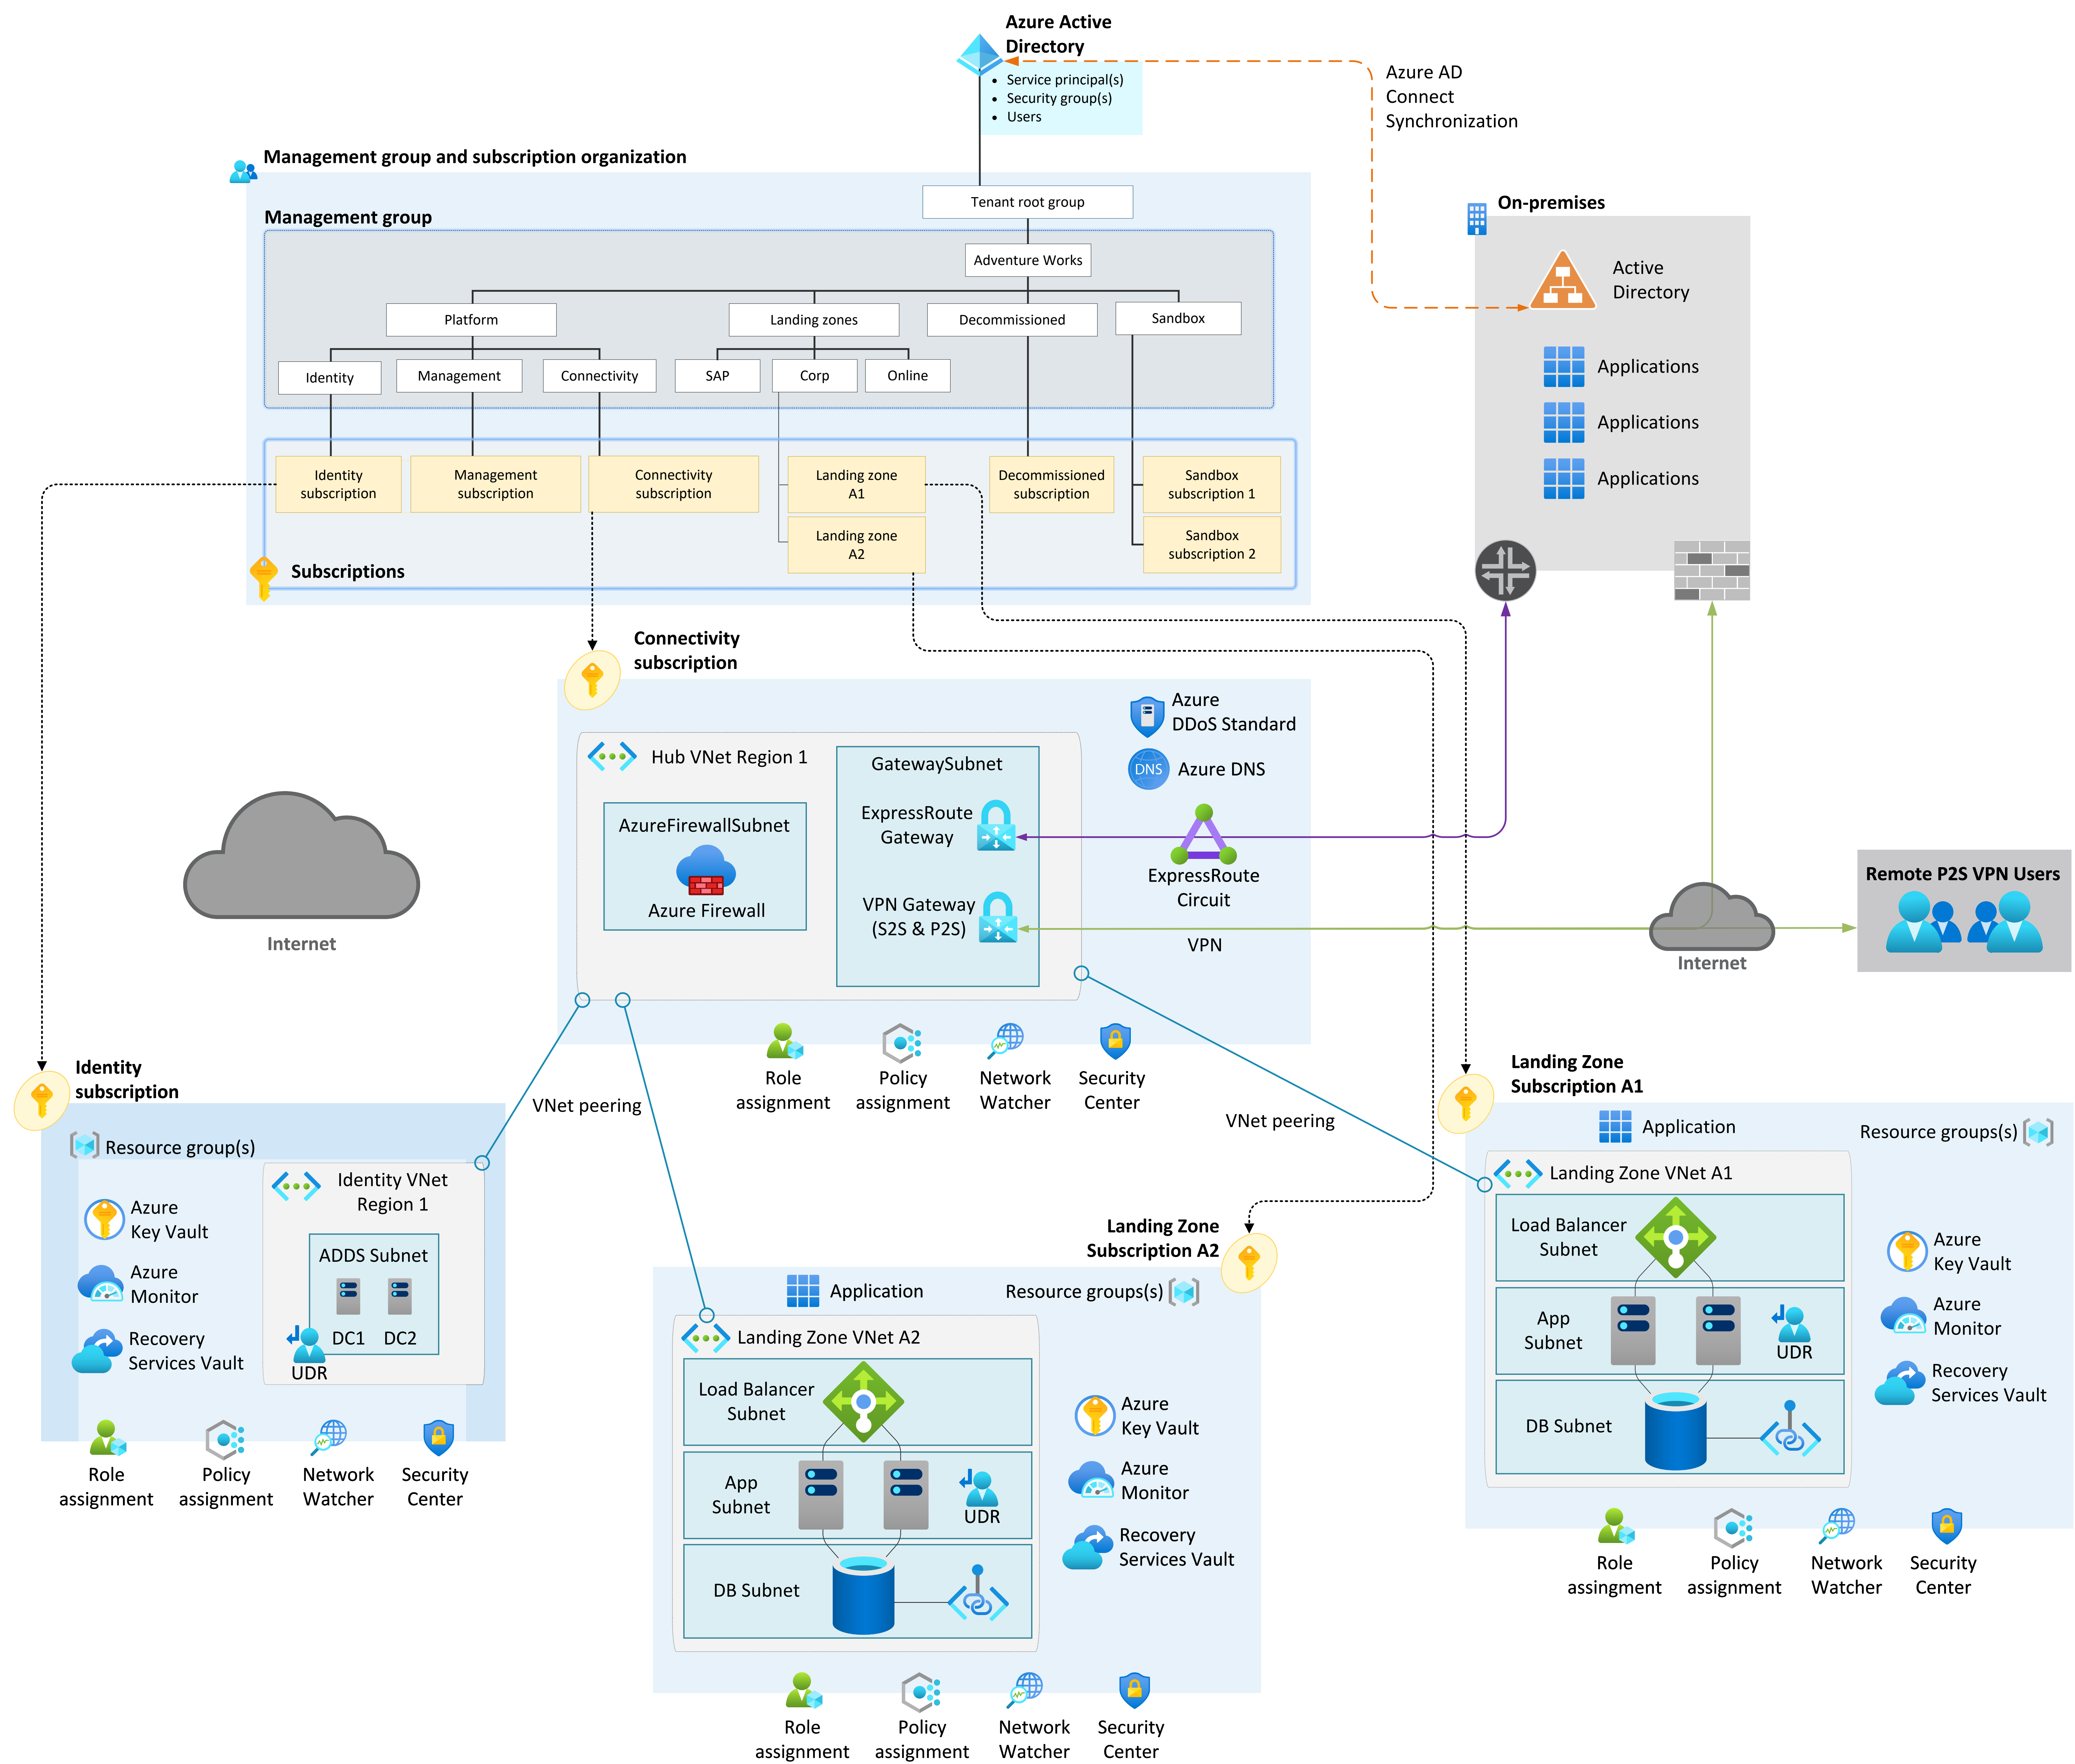 Azure Active
Directory
• Service principal(s)
• Security group(s)
• Users
Azure AD
Connect
Synchronization
Management group and subscription organization
Tenant root group
Management group
Adventure Works
Platform
Landing zones
Decommissioned
Sandbox
Identity
Management
Connectivity
SAP
Corp
Online
Identity
subscription
Management
subscription
Connectivity
subscription
Landing zone
A1
Landing zone
A2
Decommissioned
subscription
Sandbox
subscription 1
Sandbox
subscription 2
Subscriptions
On-premises
Active
Directory
Applications
Applications
Applications
Connectivity
subscription
Azure
DDoS Standard
Azure DNS
DNS
Hub VNet Region 1
AzureFirewallSubnet
Azure Firewall
GatewaySubnet
ExpressRoute
Gateway
VPN Gateway
(S2S & P2S)
ExpressRoute
Circuit
VPN
Internet
Internet
Remote P2S VPN Users
Role
assignment
Policy
assignment
Network
Watcher
Security
Center
VNet peering
VNet peering
Identity
subscription
Resource group(s)
Azure
Key Vault
Azure
Monitor
Recovery
Services Vault
Identity VNet
Region 1
ADDS Subnet
DC1
DC2
UDR
Role
assignment
Policy
assignment
Network
Watcher
Security
Center
Landing Zone
Subscription A2
Application
Resource groups(s)
Landing Zone VNet A2
Load Balancer
Subnet
App
Subnet
UDR
DB Subnet
Azure
Key Vault
Azure
Monitor
Recovery
Services Vault
Role
assignment
Policy
assignment
Network
Watcher
Security
Center
Landing Zone
Subscription A1
Application
Resource groups(s)
Landing Zone VNet A1
Load Balancer
Subnet
App
Subnet
UDR
DB Subnet
Azure
Key Vault
Azure
Monitor
Recovery
Services Vault
Role
assingment
Policy
assignment
Network
Watcher
Security
Center